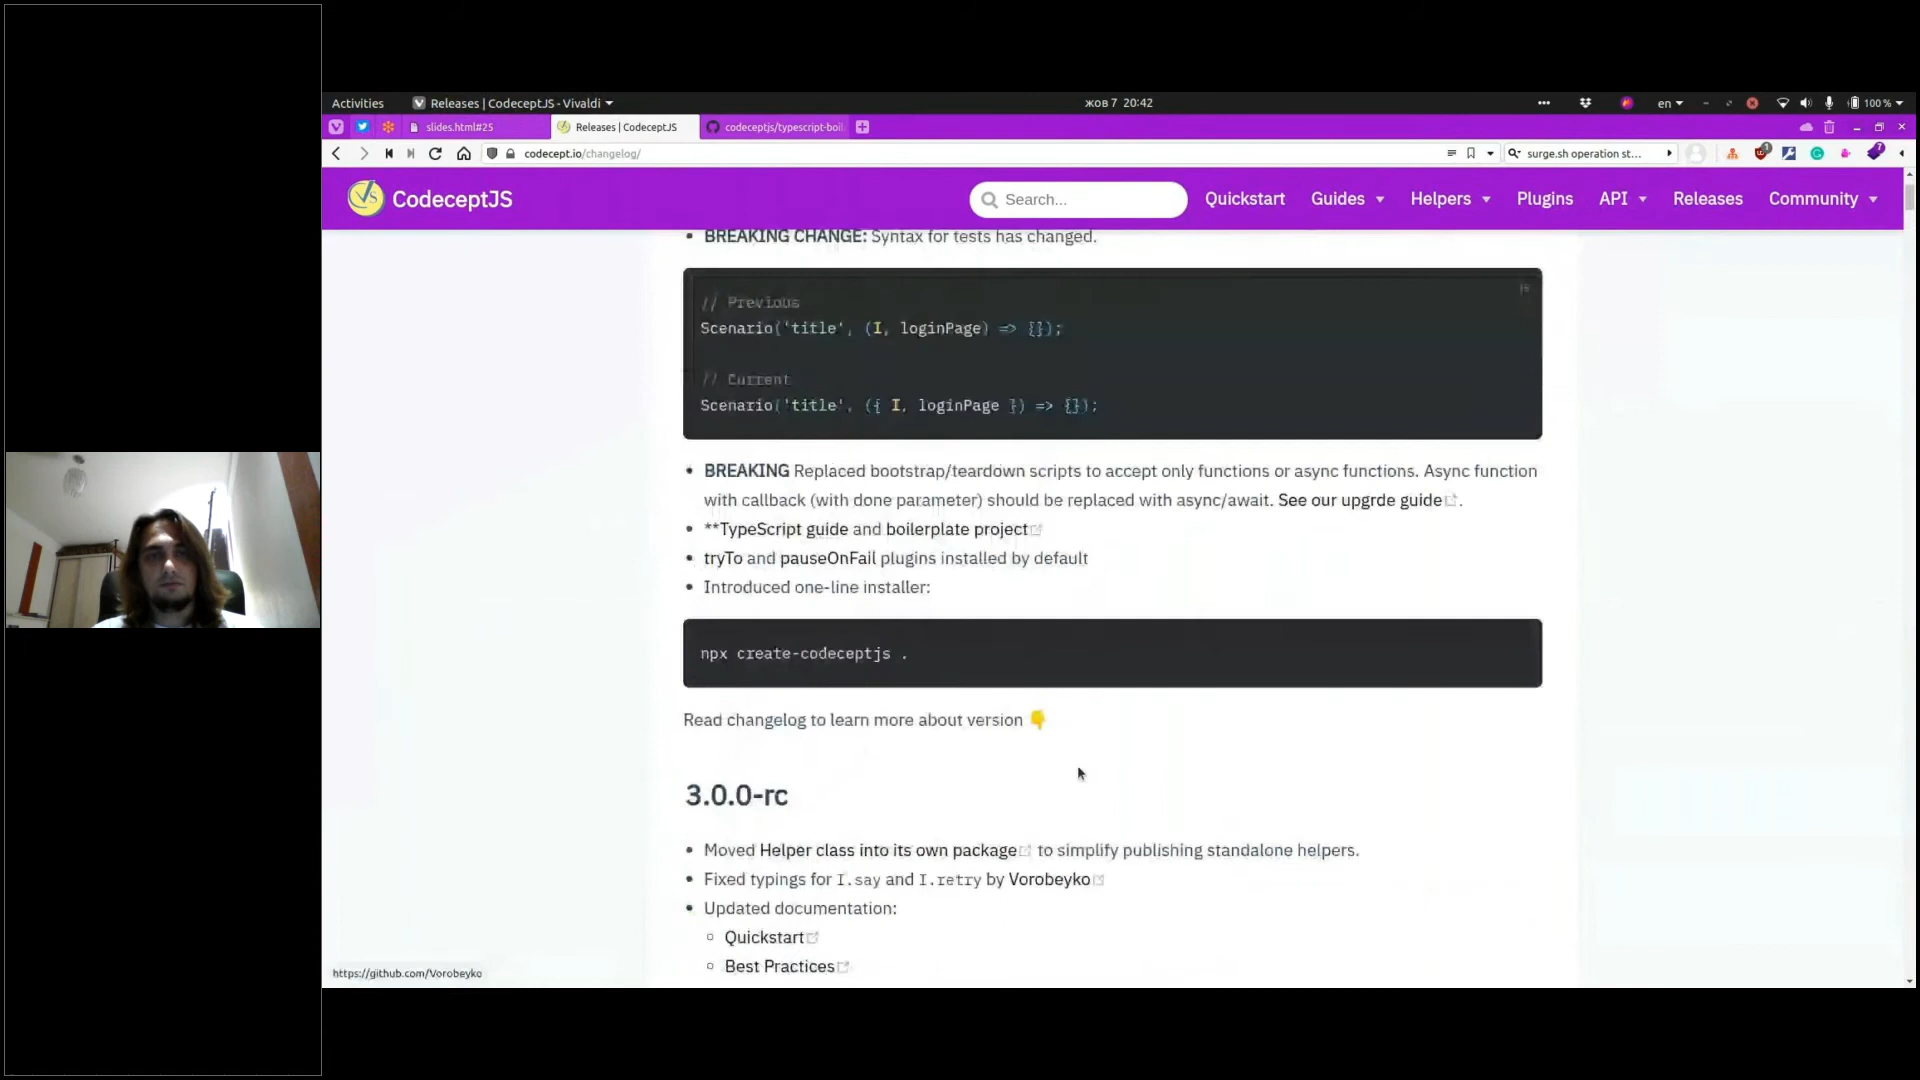 Activities Releases | CodeceptJS - Vivaldi жов 7 20:42 en 100 %
slides.html#25 Releases | CodeceptJS codeceptjs/typescript-boil
codecept.io/changelog/ surge.sh operation st...
CodeceptJS Search... Quickstart Guides Helpers Plugins API Releases Community
BREAKING CHANGE: Syntax for tests has changed.
js
// Previous
Scenario('title', (I, loginPage) => {});
// Current
Scenario('title', ({ I, loginPage }) => {});
BREAKING Replaced bootstrap/teardown scripts to accept only functions or async functions. Async function
with callback (with done parameter) should be replaced with async/await. See our upgrde guide.
**TypeScript guide and boilerplate project
tryTo and pauseOnFail plugins installed by default
Introduced one-line installer:
npx create-codeceptjs .
Read changelog to learn more about version 👇
3.0.0-rc
Moved Helper class into its own package to simplify publishing standalone helpers.
Fixed typings for I.say and I.retry by Vorobeyko
Updated documentation:
Quickstart
Best Practices
https://github.com/Vorobeyko